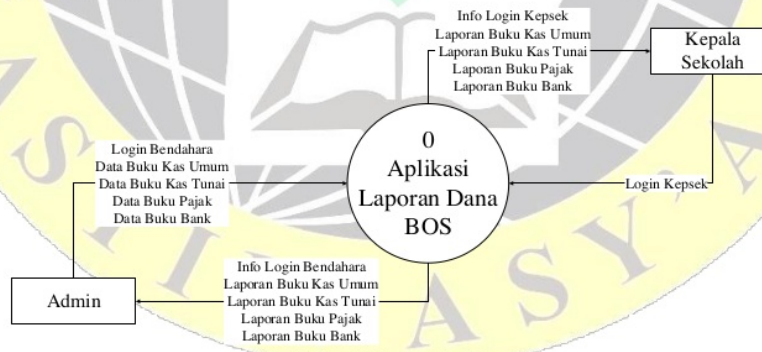 Info Login Kepsek
Laporan Buku Kas Umum
Laporan Buku Kas Tunai
Laporan Buku Pajak
Laporan Buku Bank
Kepala
Sekolah
0
Aplikasi
Laporan Dana
BOS
Login Bendahara
Data Buku Kas Umum
Data Buku Kas Tunai
Data Buku Pajak
Data Buku Bank
Login Kepsek
Info Login Bendahara
Laporan Buku Kas Umum
Laporan Buku Kas Tunai
Laporan Buku Pajak
Laporan Buku Bank
Admin